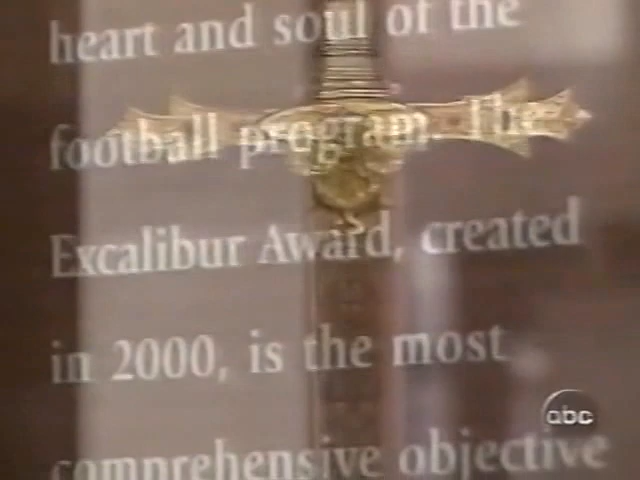 heart and soul of the
football program. The
Excalibur Award, created
in 2000, is the most
comprehensive objective
abc